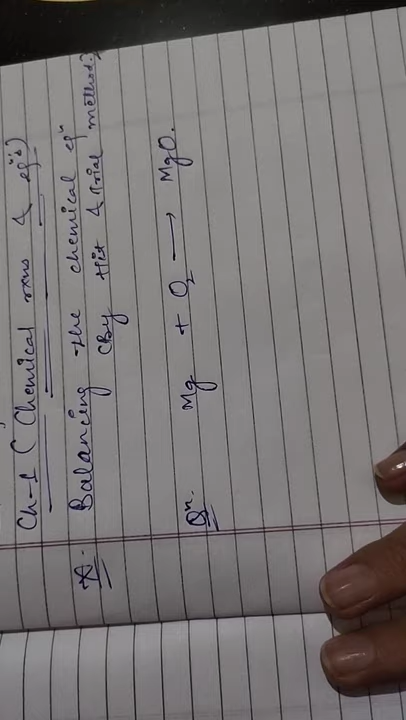 Ch-1 (Chemical rxns & eqⁿs)
A. Balancing the chemical eqⁿ
(By Hit & Trial method)
Qⁿ. Mg + O₂ ⟶ MgO.